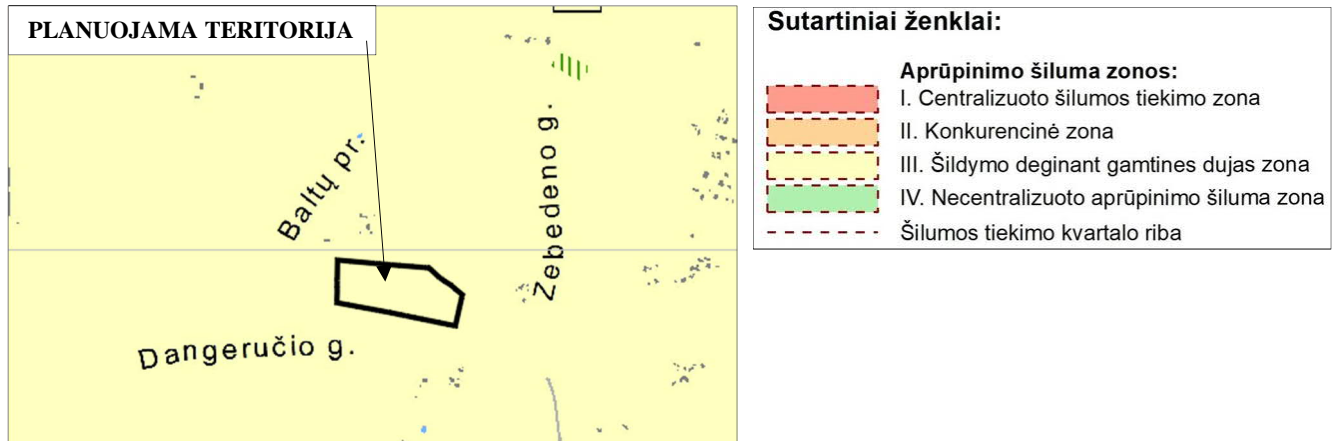 PLANUOJAMA TERITORIJA
Baltų pr.
Zebedeno g.
Dangeručio g.
Sutartiniai ženklai:
Aprūpinimo šiluma zonos:
I. Centralizuoto šilumos tiekimo zona
II. Konkurencinė zona
III. Šildymo deginant gamtines dujas zona
IV. Necentralizuoto aprūpinimo šiluma zona
Šilumos tiekimo kvartalo riba